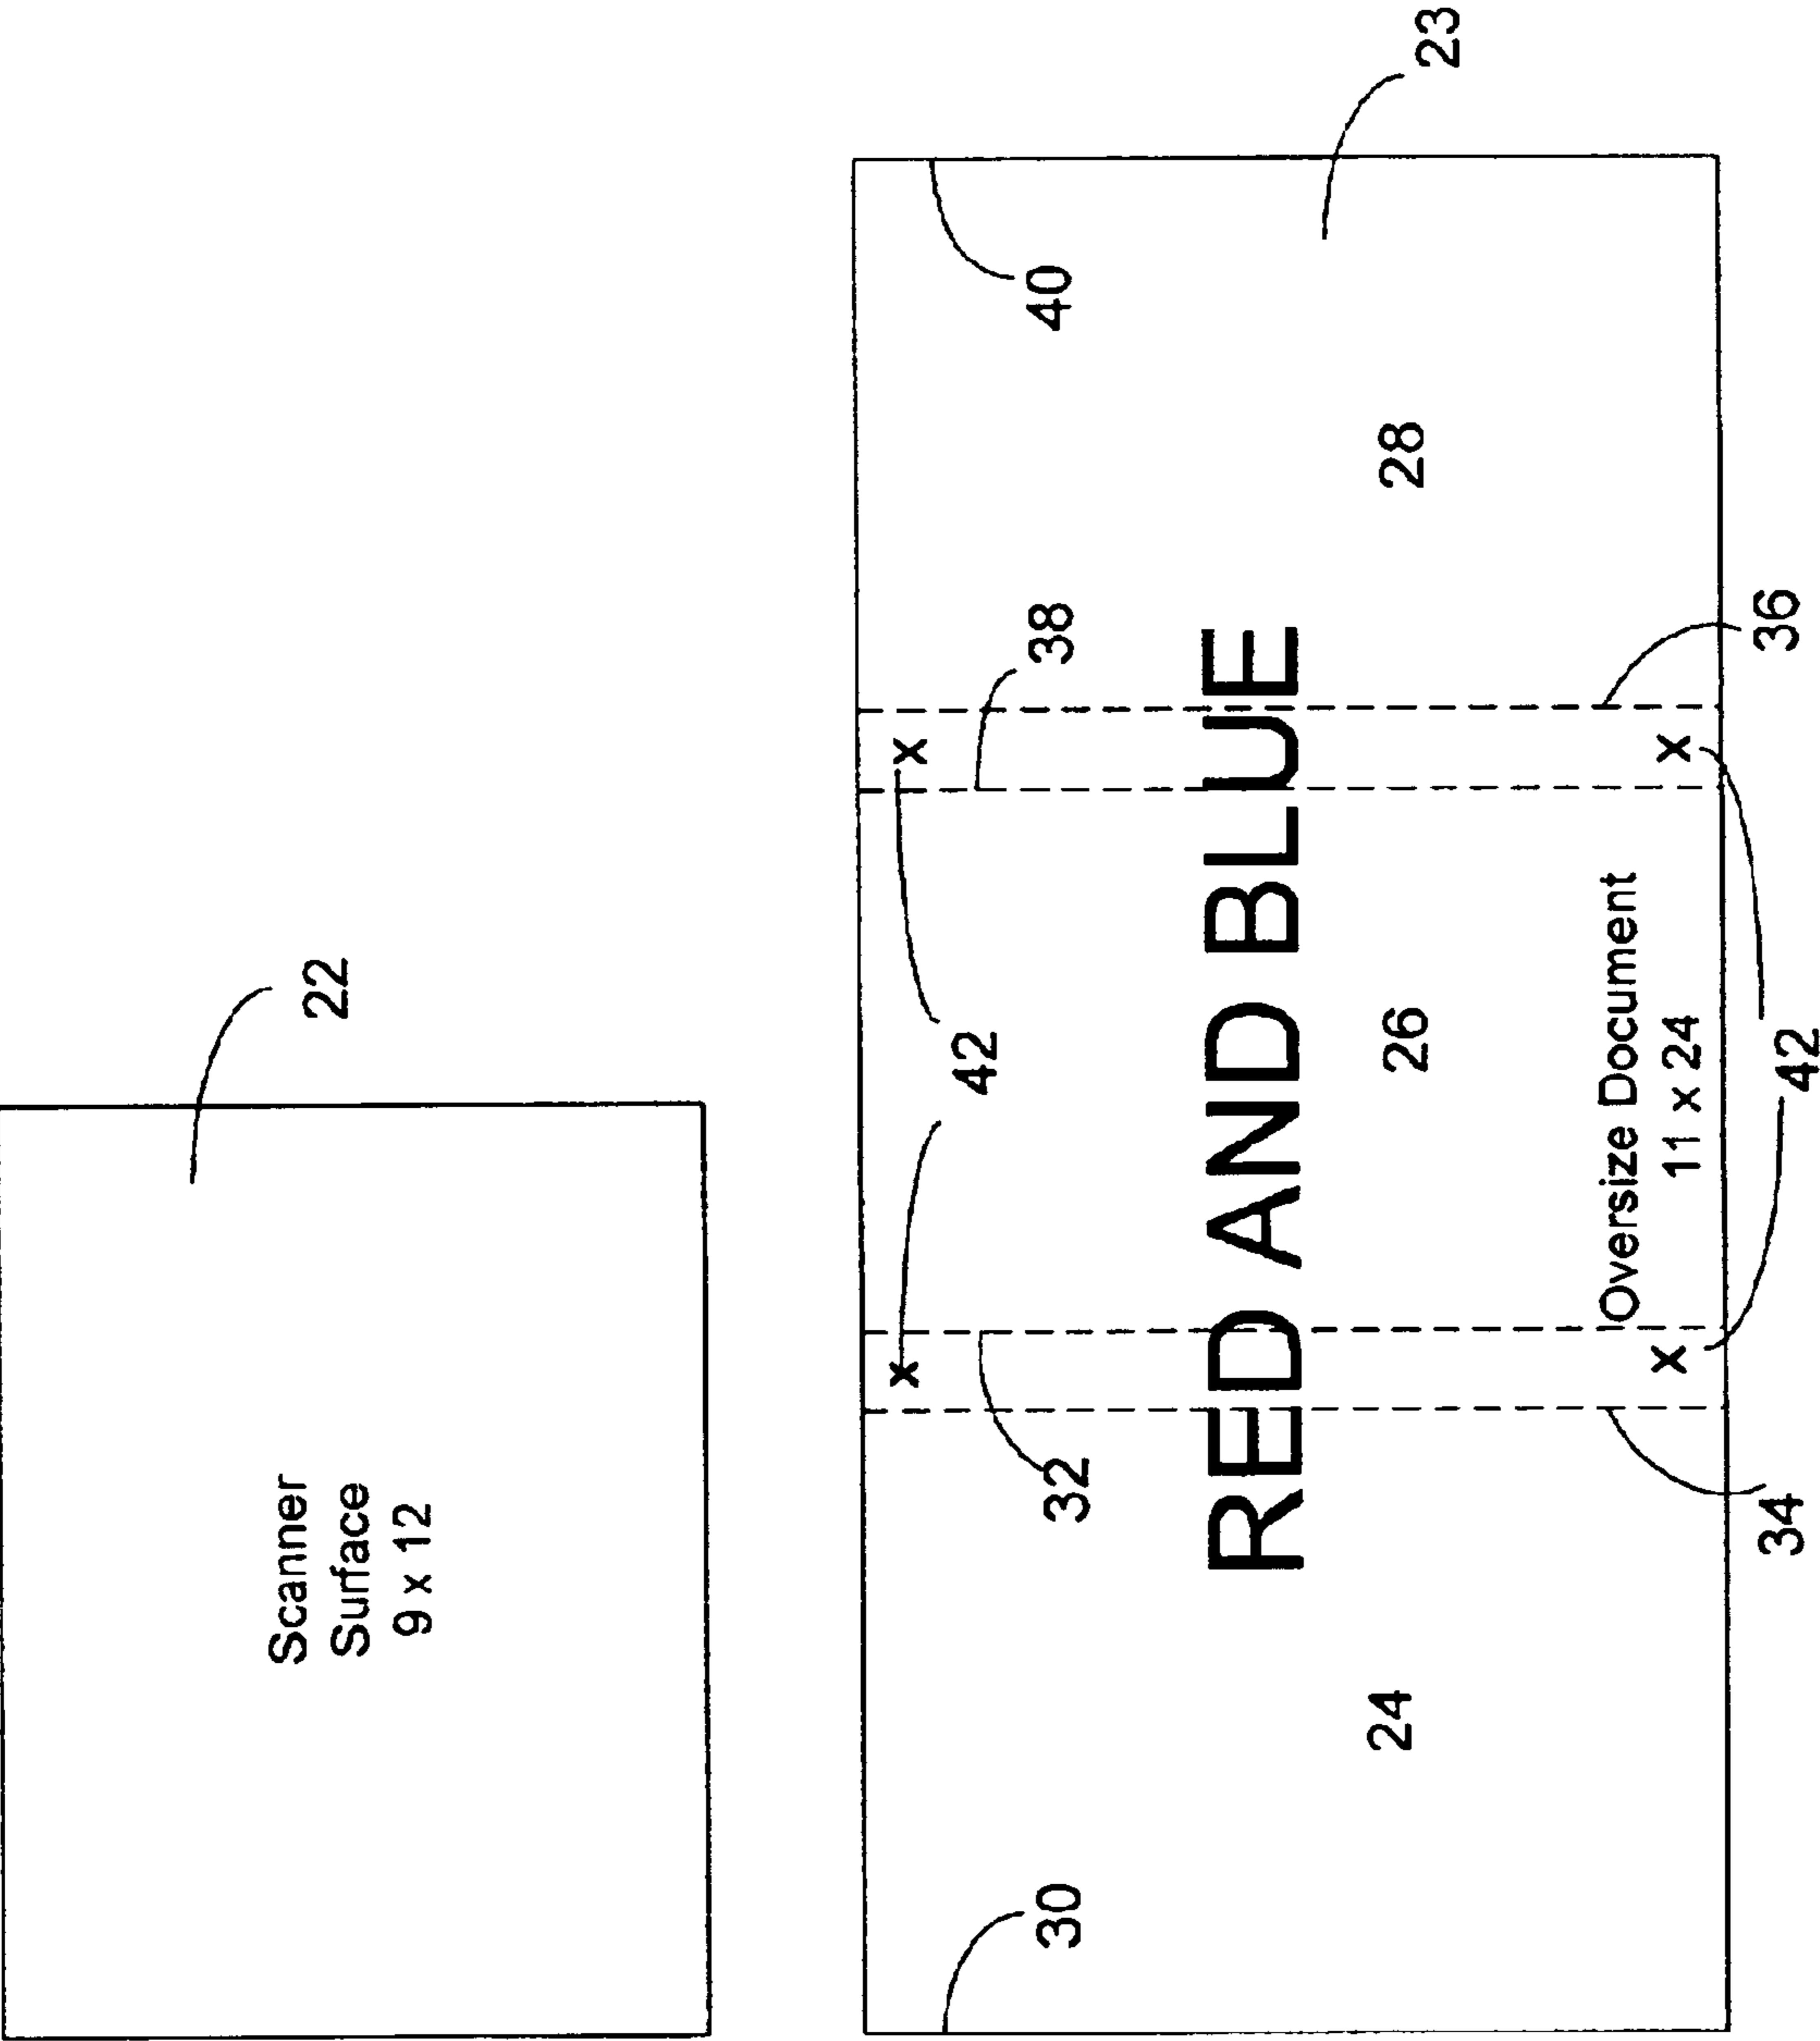 Scanner
Surface
9 x 12
22
30
32
42
38
40
RED AND BLUE
23
24
26
28
Oversize Document
11 x 24
x
x
x
x
34
42
36